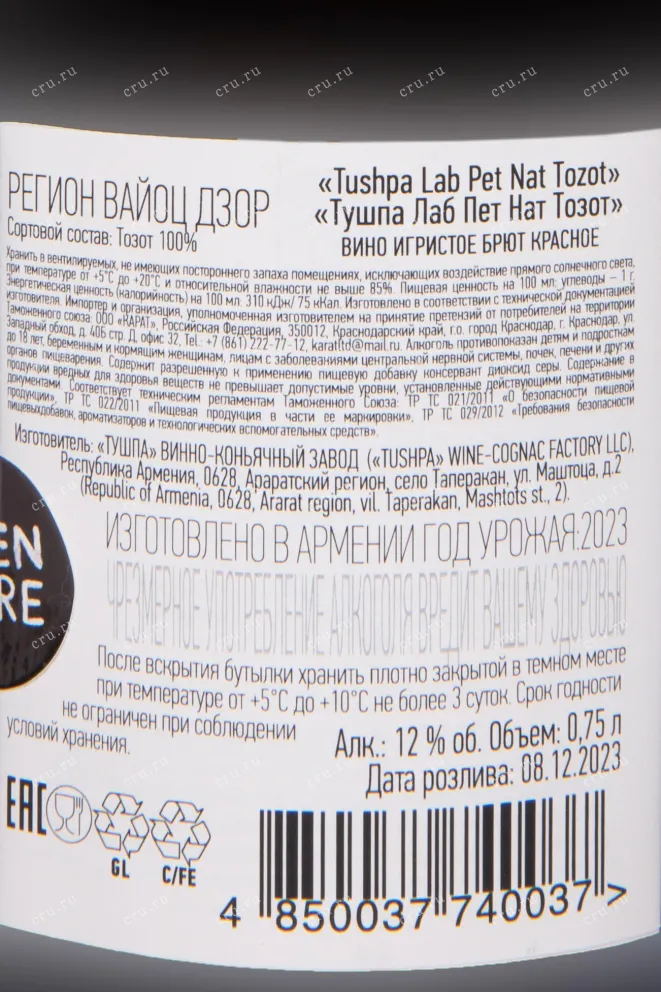 РЕГИОН ВАЙОЦ ДЗОР
Сортовой состав: Тозот 100%
«Tushpa Lab Pet Nat Tozot»
«Тушпа Лаб Пет Нат Тозот»
ВИНО ИГРИСТОЕ БРЮТ КРАСНОЕ
Хранить в вентилируемых, не имеющих постороннего запаха помещениях, исключающих воздействие прямого солнечного света,
при температуре от +5°С до +20°С и относительной влажности не выше 85%. Пищевая ценность на 100 мл: углеводы – 1 г.
Энергетическая ценность (калорийность) на 100 мл: 310 кДж/ 75 кКал. Изготовлено в соответствии с технической документацией
изготовителя. Импортер и организация, уполномоченная изготовителем на принятие претензий от потребителей на территории
Таможенного союза: ООО «КАРАТ», Российская Федерация, 350012, Краснодарский край, г.о. город Краснодар, г. Краснодар, ул.
Западный обход, д. 40Б стр. Д, офис 32, Tel.: +7 (861) 222-77-12, karatltd@mail.ru. Алкоголь противопоказан детям и подросткам
до 18 лет, беременным и кормящим женщинам, лицам с заболеваниями центральной нервной системы, почек, печени и других
органов пищеварения. Содержит разрешенную к применению пищевую добавку консервант диоксид серы. Содержание в
продукции вредных для здоровья веществ не превышает допустимые уровни, установленные действующими нормативными
документами. Соответствует техническим регламентам Таможенного Союза: ТР ТС 021/2011 «О безопасности пищевой
продукции», ТР ТС 022/2011 «Пищевая продукция в части ее маркировки», ТР ТС 029/2012 «Требования безопасности
пищевыхдобавок, ароматизаторов и технологических вспомогательных средств».
Изготовитель: «ТУШПА» ВИННО-КОНЬЯЧНЫЙ ЗАВОД («TUSHPA» WINE-COGNAC FACTORY LLC),
Республика Армения, 0628, Араратский регион, село Таперакан, ул. Маштоца, д.2
(Republic of Armenia, 0628, Ararat region, vil. Taperakan, Mashtots st., 2).
EN
RE
ИЗГОТОВЛЕНО В АРМЕНИИ ГОД УРОЖАЯ:2023
ЧРЕЗМЕРНОЕ УПОТРЕБЛЕНИЕ АЛКОГОЛЯ ВРЕДИТ ВАШЕМУ ЗДОРОВЬЮ
После вскрытия бутылки хранить плотно закрытой в темном месте
при температуре от +5°С до +10°С не более 3 суток. Срок годности
не ограничен при соблюдении
условий хранения.
Алк.: 12 % об. Объем: 0,75 л
Дата розлива: 08.12.2023
EAC
GL
C/FE
4 850037 740037 >
cru.ru